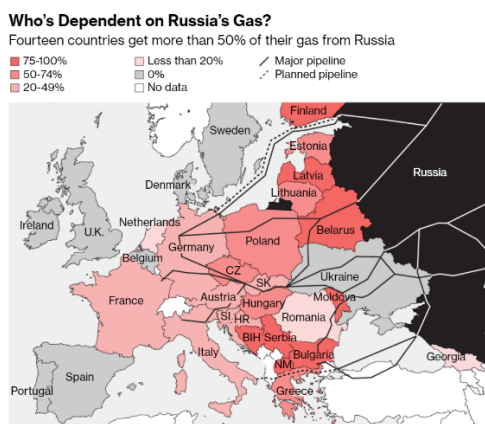 Who's Dependent on Russia's Gas?
Fourteen countries get more than 50% of their gas from Russia
75-100%
Less than 20%
Major pipeline
50-74%
0%
Planned pipeline
20-49%
No data
Finland
Sweden
Estonia
Russia
Latvia
Denmark
Lithuania
Ireland
Netherlands
Belarus
U.K.
Germany
Poland
Belgium
CZ
Ukraine
SK
France
Austria
Moldova
Hungary
SI
HR
Romania
BIH
Serbia
Italy
Bulgaria
Georgia
NM
Spain
Portugal
Greece